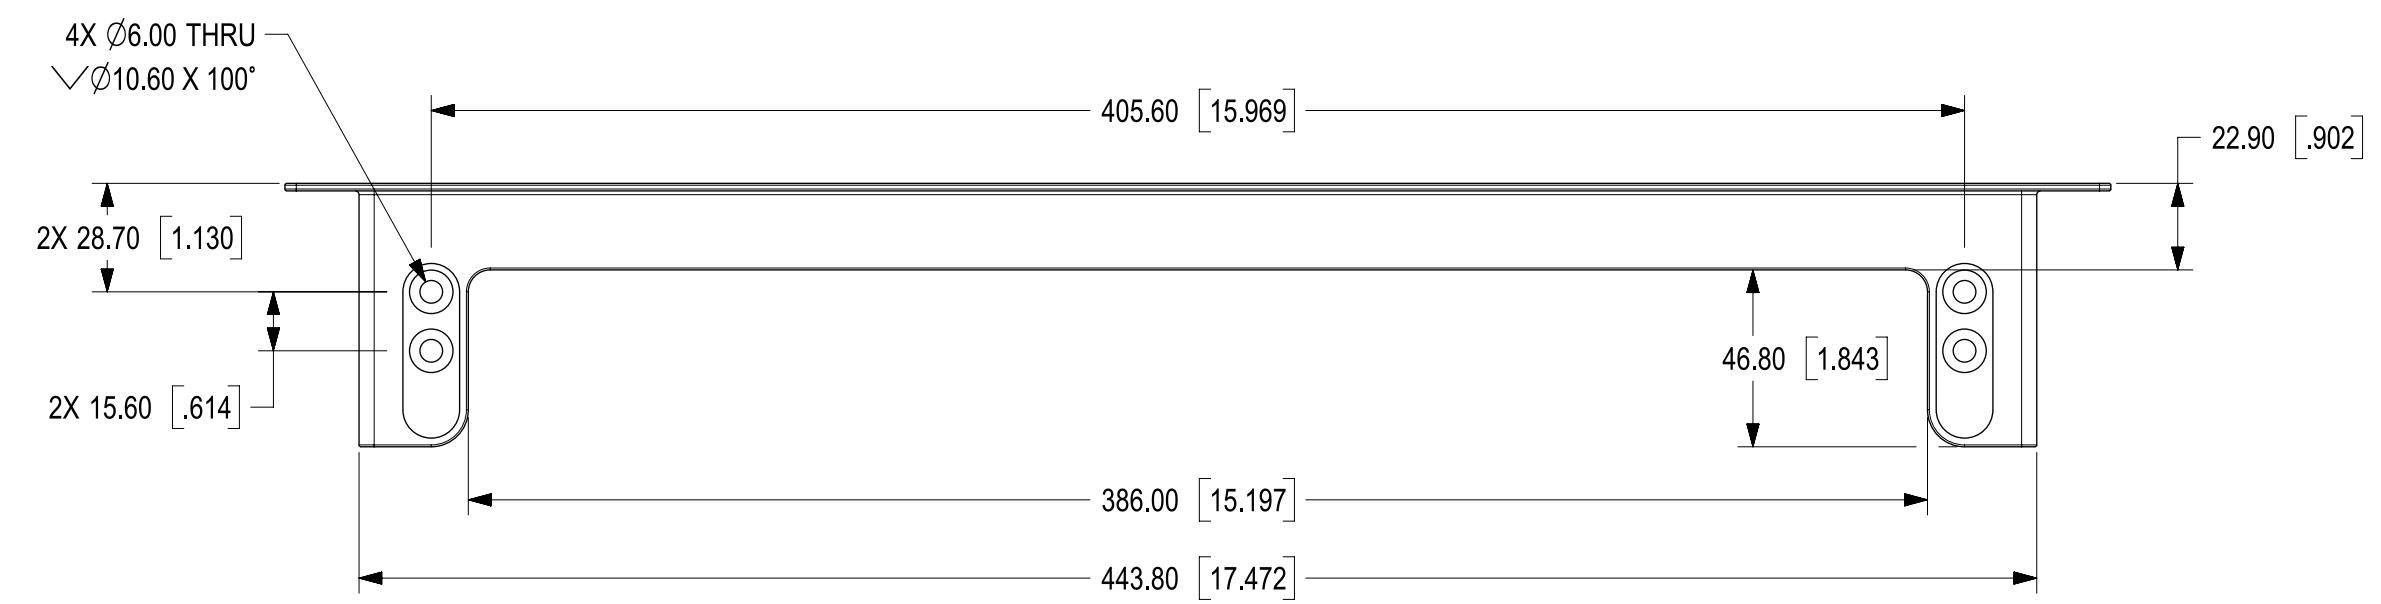 4X Ø6.00 THRU
⌵Ø10.60 X 100°
405.60 [15.969]
22.90 [.902]
2X 28.70 [1.130]
46.80 [1.843]
2X 15.60 [.614]
386.00 [15.197]
443.80 [17.472]